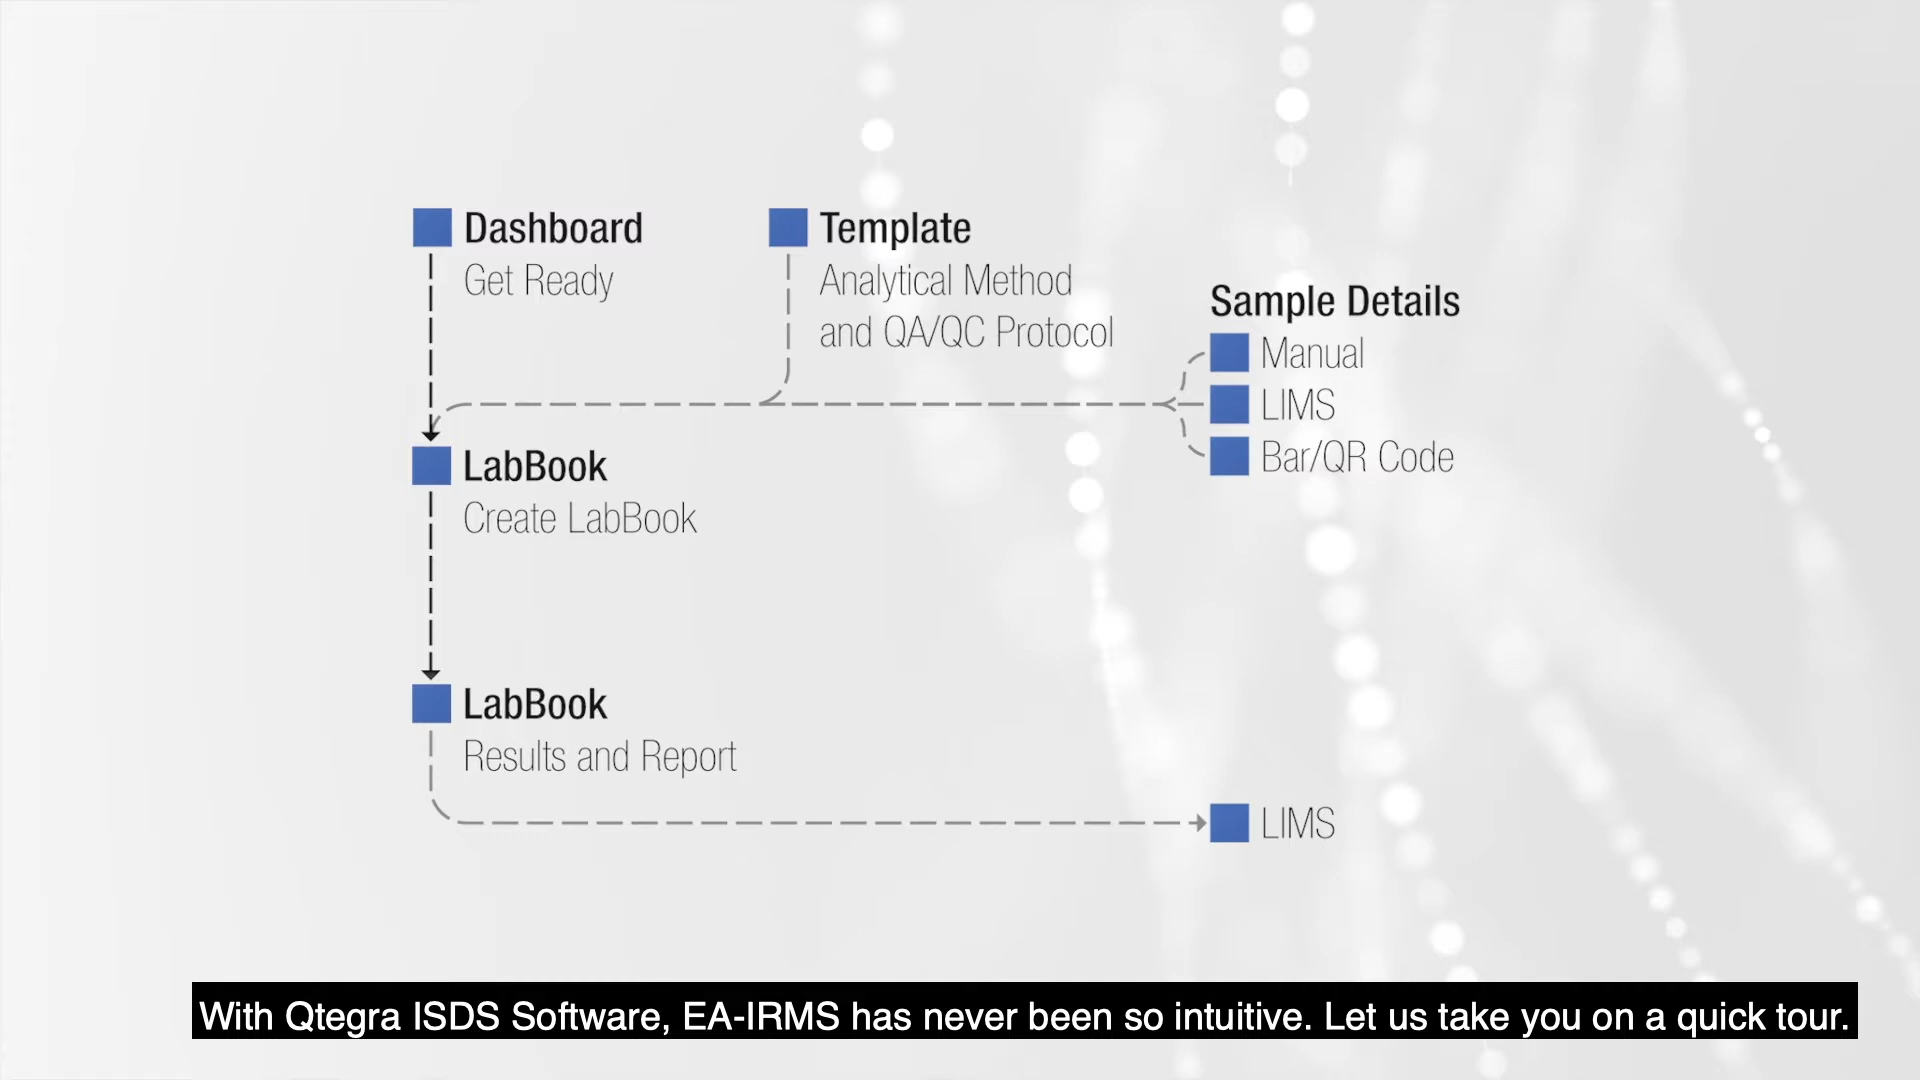 Dashboard
Get Ready
Template
Analytical Method
and QA/QC Protocol
Sample Details
Manual
LIMS
Bar/QR Code
LabBook
Create LabBook
LabBook
Results and Report
LIMS
With Qtegra ISDS Software, EA-IRMS has never been so intuitive. Let us take you on a quick tour.